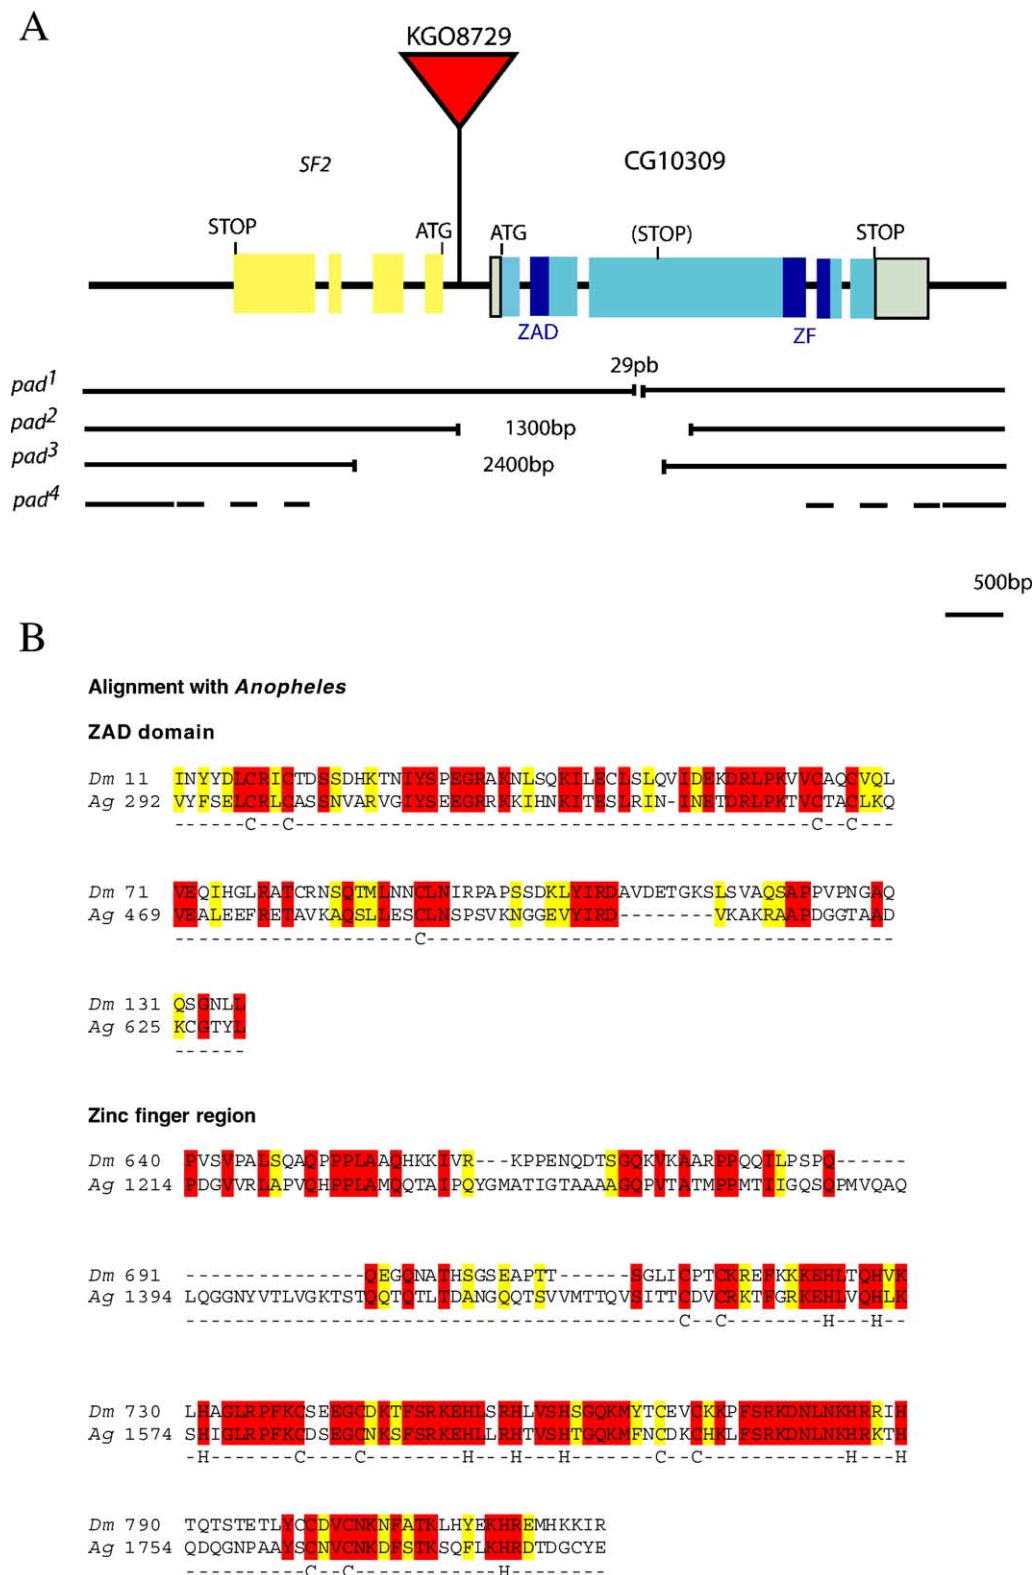 A
KGO8729
SF2
CG10309
STOP
ATG
ATG
(STOP)
STOP
ZAD
ZF
29pb
pad1
pad2
1300bp
pad3
2400bp
pad4
500bp
B
Alignment with Anopheles
ZAD domain
Dm 11 INYYDLCRICTDSSDHKTNIYSPEGRAKNLSQKILECLSLQVIDEKDRLPKVVCAQCVQL
Ag 292 VYFSELCRLCASSNVARVGIYSEEGRRKKIHNKITESLRIN-INETDRLPKTVCTACLKQ
------C--C-------------------------------------------C--C---
Dm 71 VEQIHGLRATCRNSQTMLNNCLNIRPAPSSDKLYIRDAVDETGKSLSVAQSAPPVPNGAQ
Ag 469 VEALEEFRETAVKAQSLLESCLNSPSVKNGGEVYIRD--------VKAKRAAPDGGTAAD
--------------------C---------------------------------------
Dm 131 QSGNLL
Ag 625 KCGTYL
------
Zinc finger region
Dm 640 PVSVPALSQAQPPPLAAQHKKIVR---KPPENQDTSGQKVKAARPPQQILPSPQ------
Ag 1214 PDGVVRLAPVQHPPLAMQQTAIPQYGMATIGTAAAAGQPVTATMPPMTIIGQSQPMVQAQ
Dm 691 ---------------QEGQNATHSGSEAPTT------SGLICPTCKREFKKKEHLTQHVK
Ag 1394 LQGGNYVTLVGKTSTQQTQTLTDANGQQTSVVMTTQVSITTCDVCRKTFGRKEHLVQHLK
-----------------------------------------C--C--------H---H--
Dm 730 LHAGLRPFKCSEEGCDKTFSRKEHLSRHLVSHSGQKMYTCEVCKKPFSRKDNLNKHRRIH
Ag 1574 SHIGLRPFKCDSEGCNKSFSRKEHLLRHTVSHTGQKMFNCDKCHKLFSRKDNLNKHRKTH
-H-------C----C--------H---H---H-------C--C------------H---H
Dm 790 TQTSTETLYCCDVCNKNFATKLHYEKHREMHKKIR
Ag 1754 QDQGNPAAYSCNVCNKDFSTKSQFLKHRDTDGCYE
----------C--C------------H--------